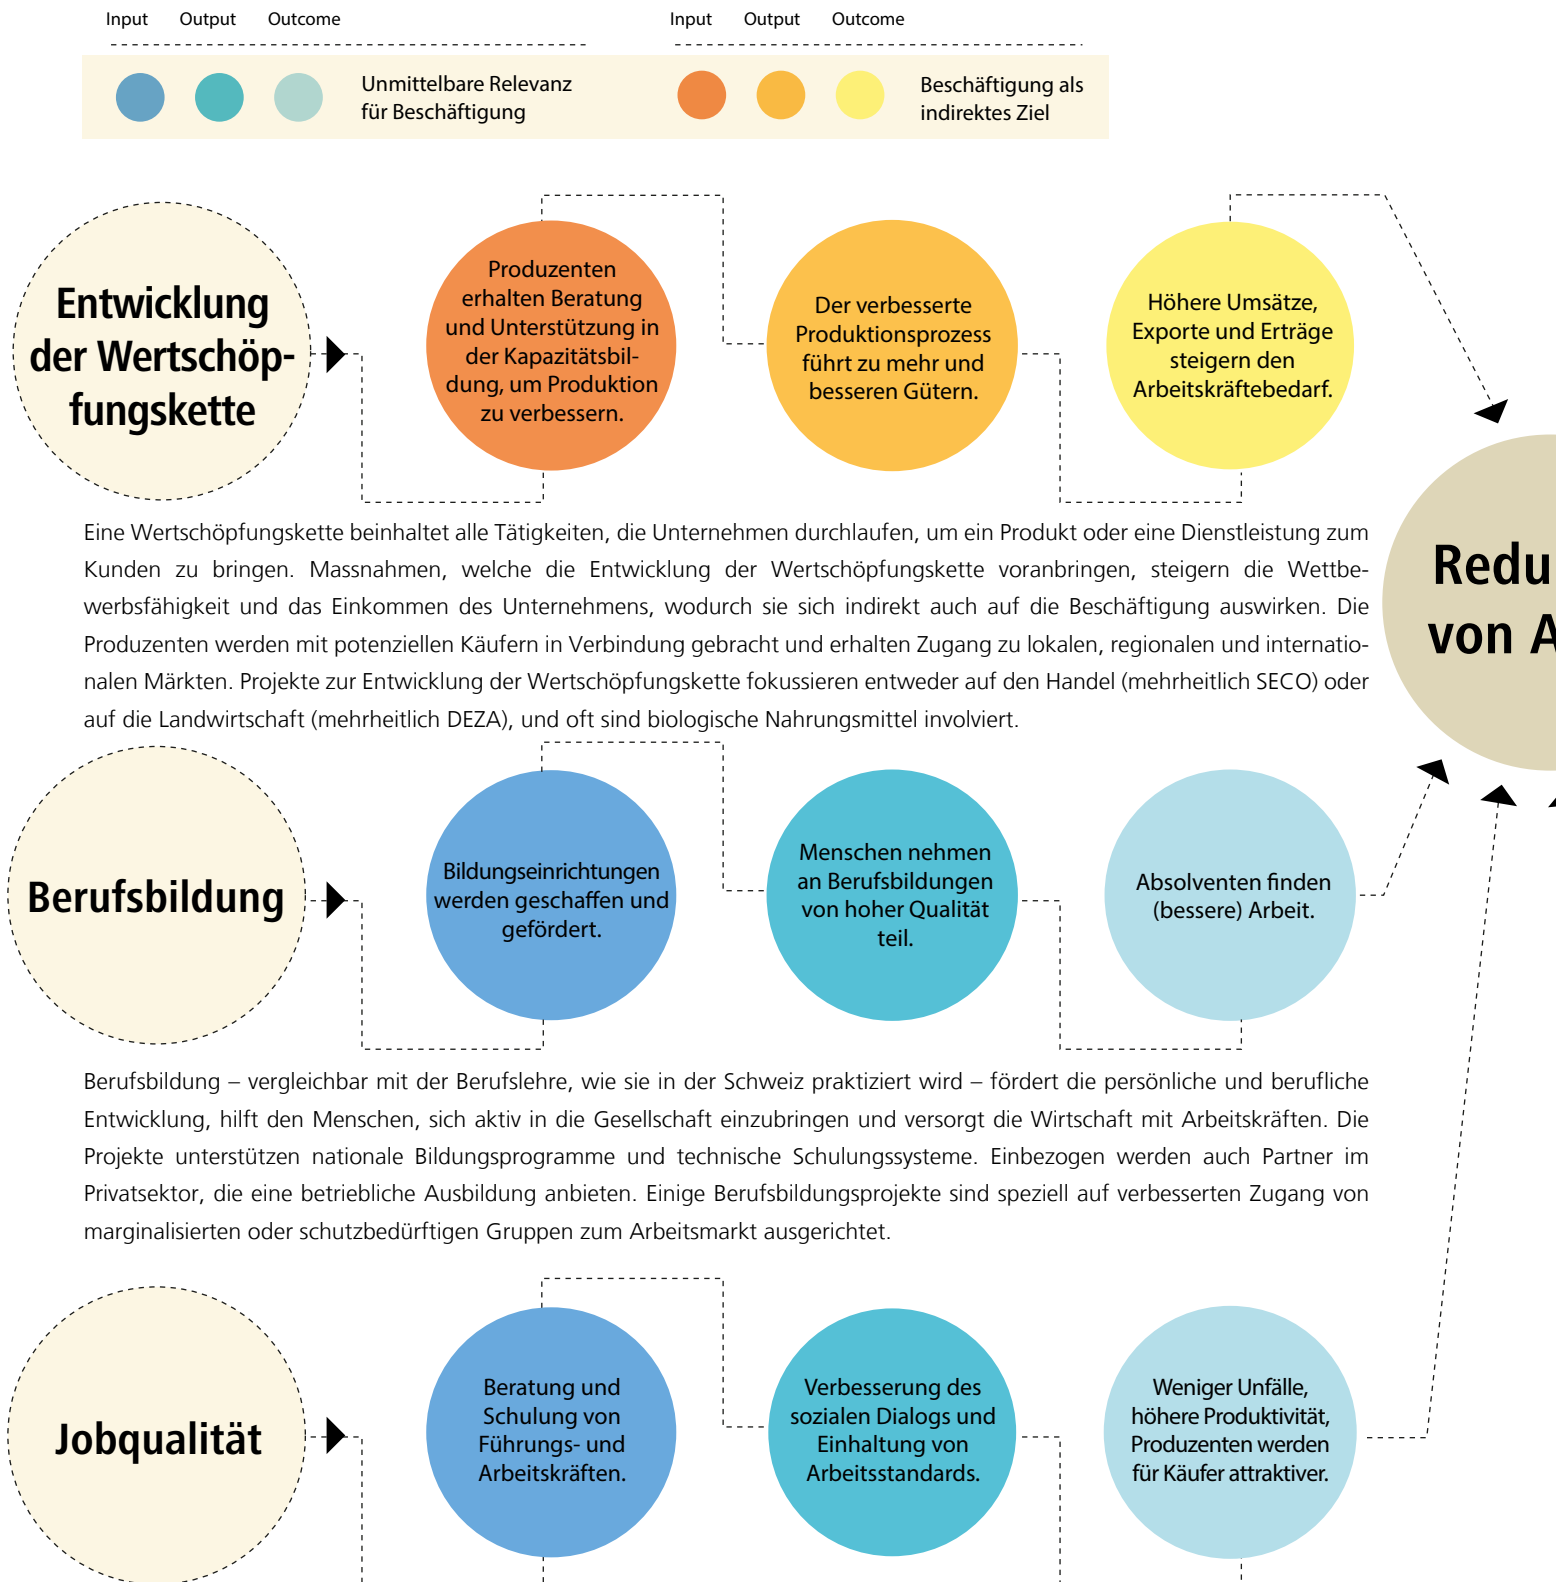 Input Output Outcome
Input Output Outcome
Unmittelbare Relevanz
für Beschäftigung
Beschäftigung als
indirektes Ziel
Entwicklung
der Wertschöp-
fungskette
Produzenten
erhalten Beratung
und Unterstützung in
der Kapazitätsbil-
dung, um Produktion
zu verbessern.
Der verbesserte
Produktionsprozess
führt zu mehr und
besseren Gütern.
Höhere Umsätze,
Exporte und Erträge
steigern den
Arbeitskräftebedarf.
Eine Wertschöpfungskette beinhaltet alle Tätigkeiten, die Unternehmen durchlaufen, um ein Produkt oder eine Dienstleistung zum
Kunden zu bringen. Massnahmen, welche die Entwicklung der Wertschöpfungskette voranbringen, steigern die Wettbe-
werbsfähigkeit und das Einkommen des Unternehmens, wodurch sie sich indirekt auch auf die Beschäftigung auswirken. Die
Produzenten werden mit potenziellen Käufern in Verbindung gebracht und erhalten Zugang zu lokalen, regionalen und internatio-
nalen Märkten. Projekte zur Entwicklung der Wertschöpfungskette fokussieren entweder auf den Handel (mehrheitlich SECO) oder
auf die Landwirtschaft (mehrheitlich DEZA), und oft sind biologische Nahrungsmittel involviert.
Redu
von A
Berufsbildung
Bildungseinrichtungen
werden geschaffen und
gefördert.
Menschen nehmen
an Berufsbildungen
von hoher Qualität
teil.
Absolventen finden
(bessere) Arbeit.
Berufsbildung – vergleichbar mit der Berufslehre, wie sie in der Schweiz praktiziert wird – fördert die persönliche und berufliche
Entwicklung, hilft den Menschen, sich aktiv in die Gesellschaft einzubringen und versorgt die Wirtschaft mit Arbeitskräften. Die
Projekte unterstützen nationale Bildungsprogramme und technische Schulungssysteme. Einbezogen werden auch Partner im
Privatsektor, die eine betriebliche Ausbildung anbieten. Einige Berufsbildungsprojekte sind speziell auf verbesserten Zugang von
marginalisierten oder schutzbedürftigen Gruppen zum Arbeitsmarkt ausgerichtet.
Jobqualität
Beratung und
Schulung von
Führungs- und
Arbeitskräften.
Verbesserung des
sozialen Dialogs und
Einhaltung von
Arbeitsstandards.
Weniger Unfälle,
höhere Produktivität,
Produzenten werden
für Käufer attraktiver.